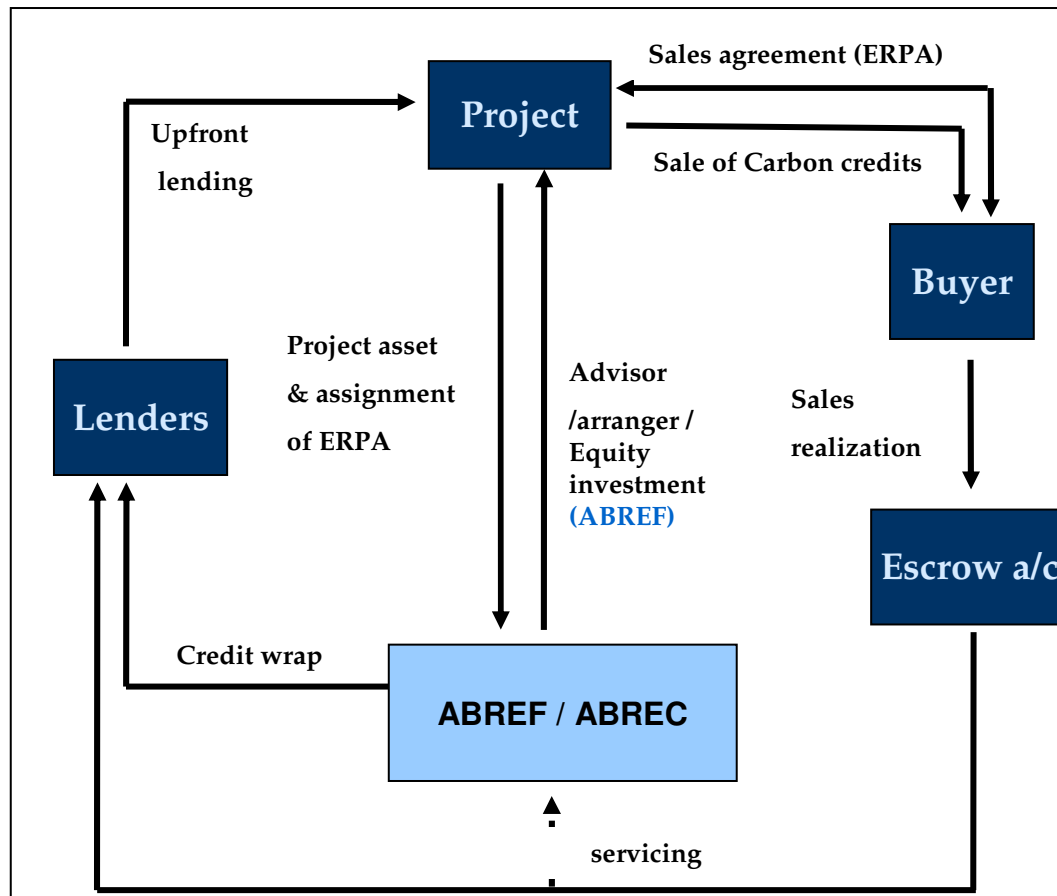 Sales agreement (ERPA)
Project
Upfront
lending
Sale of Carbon credits
Buyer
Project asset
& assignment
of ERPA
Advisor
/arranger /
Equity
investment
(ABREF)
Lenders
Sales
realization
Escrow a/c
Credit wrap
ABREF / ABREC
servicing